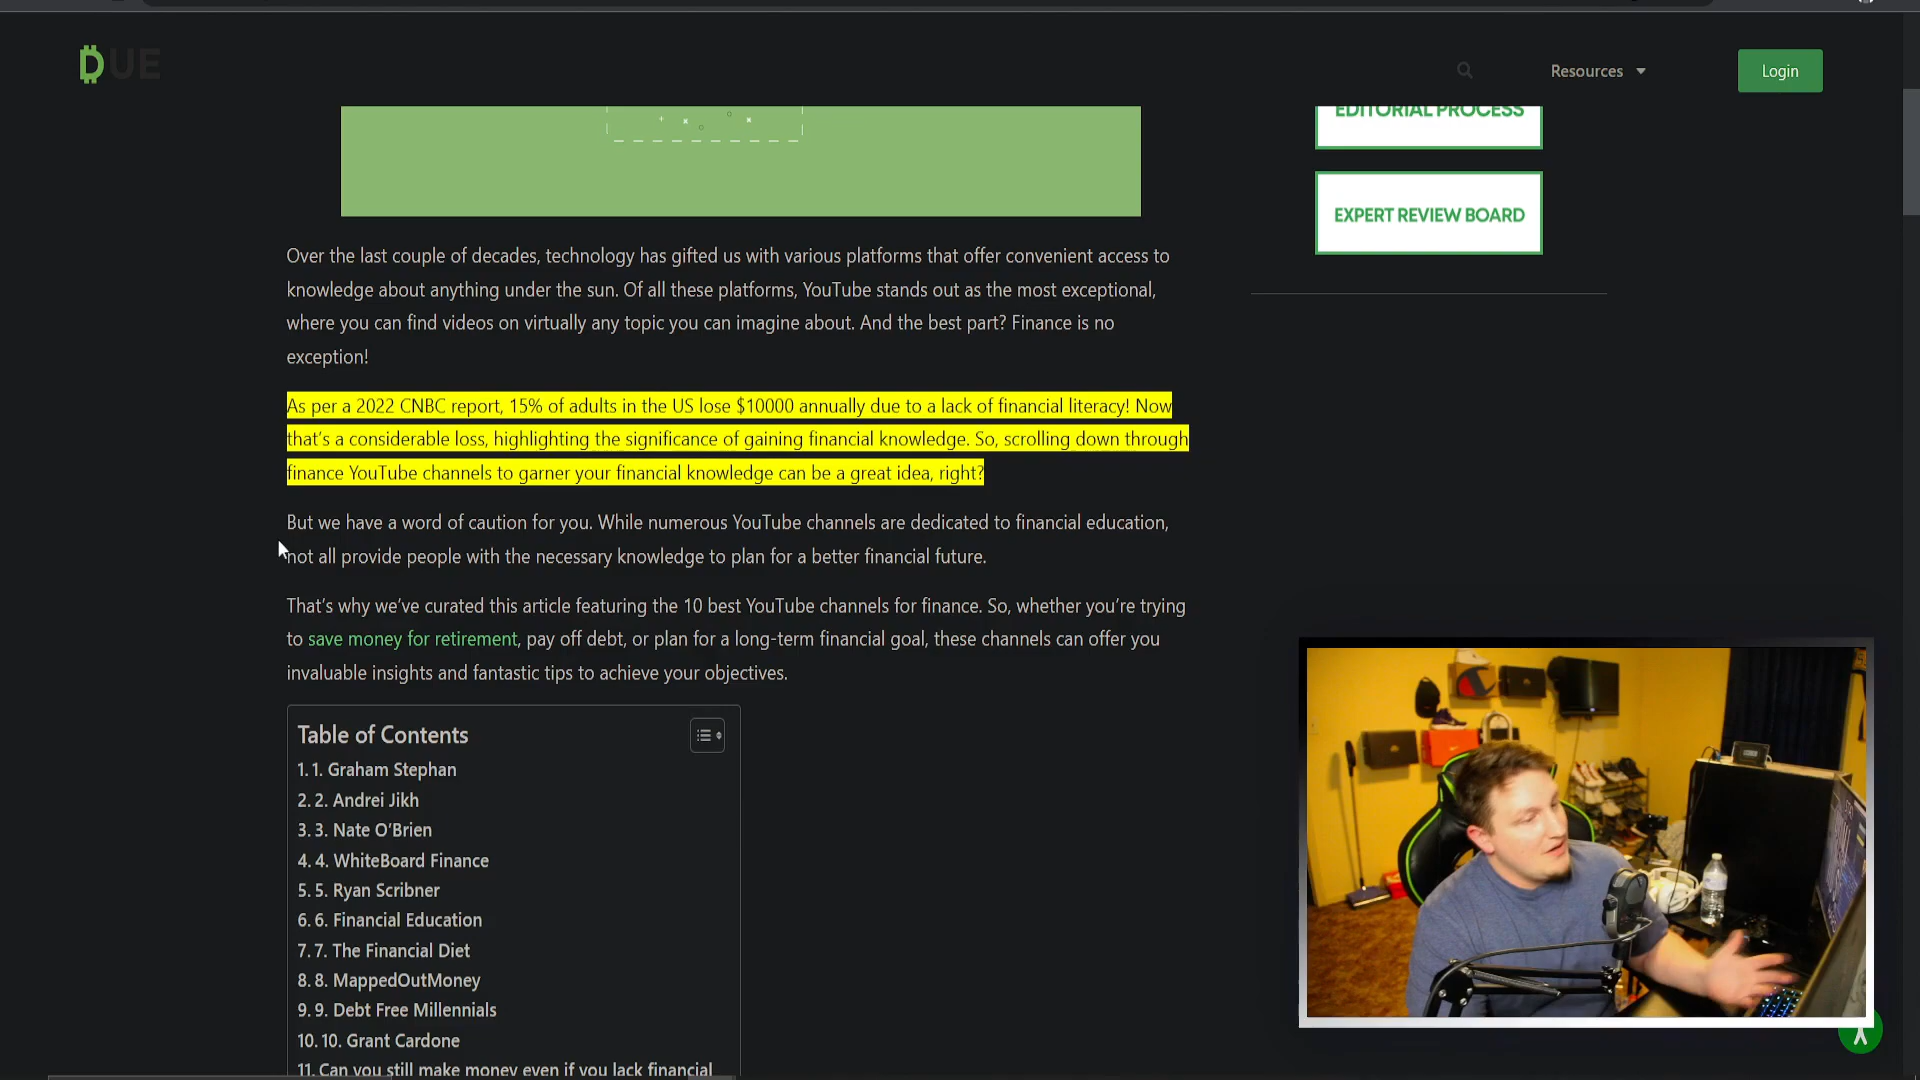 DUE
Resources
Login
EDITORIAL PROCESS
EXPERT REVIEW BOARD
Over the last couple of decades, technology has gifted us with various platforms that offer convenient access to
knowledge about anything under the sun. Of all these platforms, YouTube stands out as the most exceptional,
where you can find videos on virtually any topic you can imagine about. And the best part? Finance is no
exception!
As per a 2022 CNBC report, 15% of adults in the US lose $10000 annually due to a lack of financial literacy! Now
that's a considerable loss, highlighting the significance of gaining financial knowledge. So, scrolling down through
finance YouTube channels to garner your financial knowledge can be a great idea, right?
But we have a word of caution for you. While numerous YouTube channels are dedicated to financial education,
not all provide people with the necessary knowledge to plan for a better financial future.
That's why we've curated this article featuring the 10 best YouTube channels for finance. So, whether you're trying
to save money for retirement, pay off debt, or plan for a long-term financial goal, these channels can offer you
invaluable insights and fantastic tips to achieve your objectives.
Table of Contents
1. 1. Graham Stephan
2. 2. Andrei Jikh
3. 3. Nate O'Brien
4. 4. WhiteBoard Finance
5. 5. Ryan Scribner
6. 6. Financial Education
7. 7. The Financial Diet
8. 8. MappedOutMoney
9. 9. Debt Free Millennials
10. 10. Grant Cardone
11. Can you still make money even if you lack financial